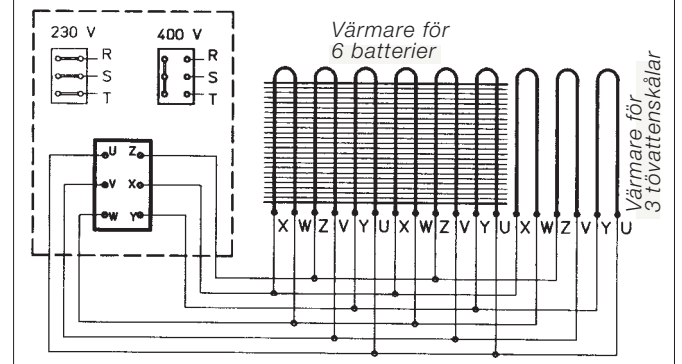 230 V
400 V
R
S
T
R
S
T
Värmare för
6 batterier
Värmare för
3 tövattenskålar
U Z
V X
W Y
X W Z V Y U X W Z V Y U X W Z V Y U